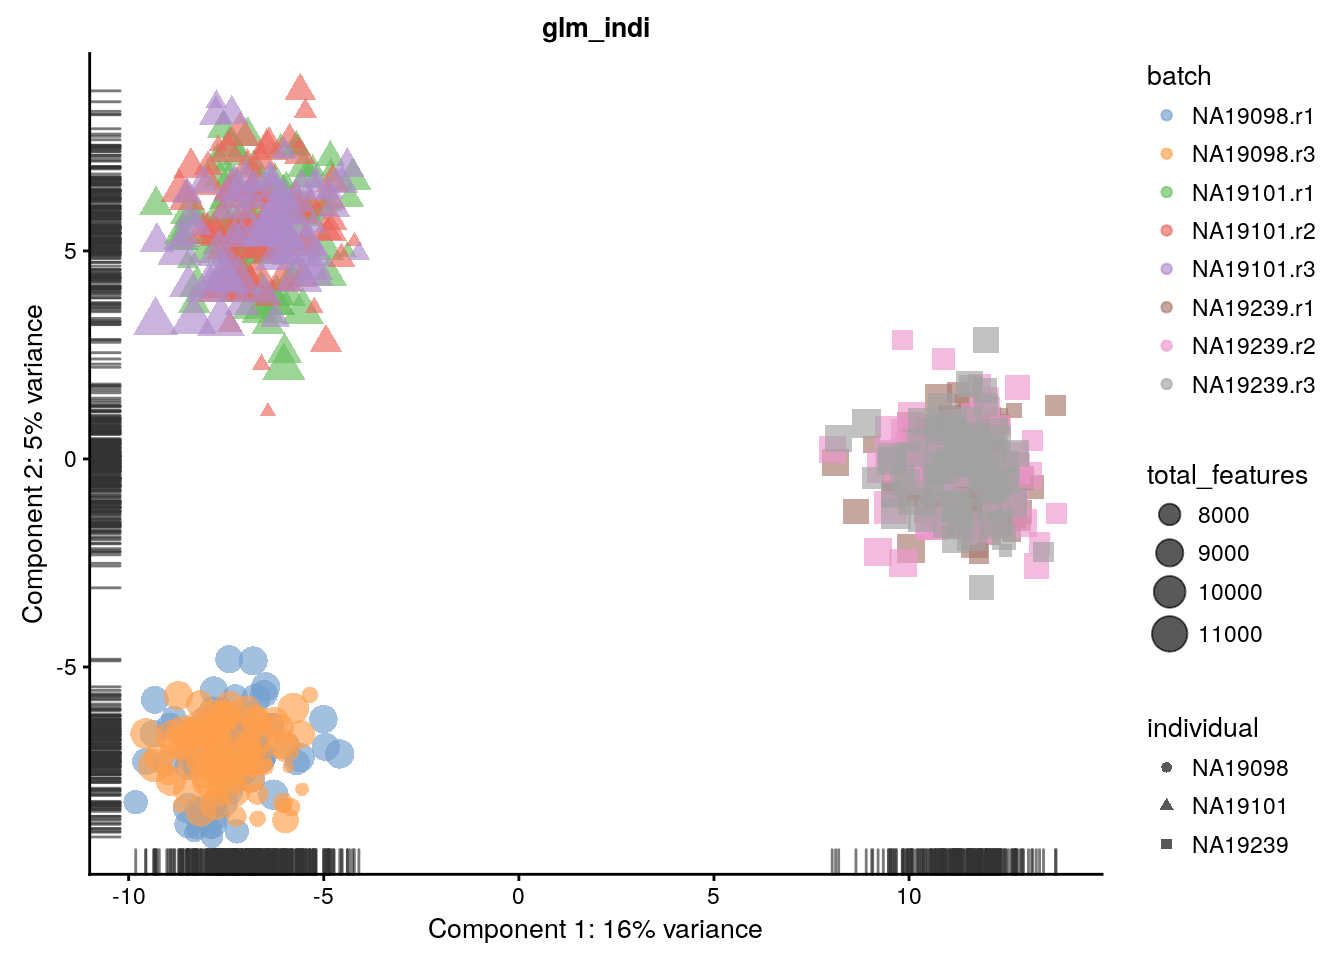 glm_indi
Component 2: 5% variance
5
0
-5
-10
-5
0
5
10
Component 1: 16% variance
batch
NA19098.r1
NA19098.r3
NA19101.r1
NA19101.r2
NA19101.r3
NA19239.r1
NA19239.r2
NA19239.r3
total_features
8000
9000
10000
11000
individual
NA19098
NA19101
NA19239